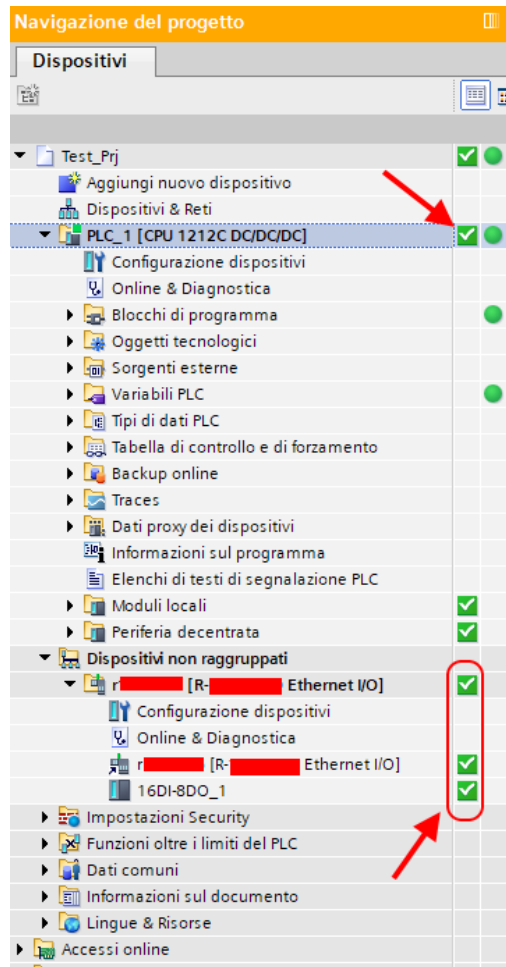 Navigazione del progetto
Dispositivi
Test_Prj
Aggiungi nuovo dispositivo
Dispositivi & Reti
PLC_1 [CPU 1212C DC/DC/DC]
Configurazione dispositivi
Online & Diagnostica
Blocchi di programma
Oggetti tecnologici
Sorgenti esterne
Variabili PLC
Tipi di dati PLC
Tabella di controllo e di forzamento
Backup online
Traces
Dati proxy dei dispositivi
Informazioni sul programma
Elenchi di testi di segnalazione PLC
Moduli locali
Periferia decentrata
Dispositivi non raggruppati
r [R- Ethernet I/O]
Configurazione dispositivi
Online & Diagnostica
r [R- Ethernet I/O]
16DI-8DO_1
Impostazioni Security
Funzioni oltre i limiti del PLC
Dati comuni
Informazioni sul documento
Lingue & Risorse
Accessi online